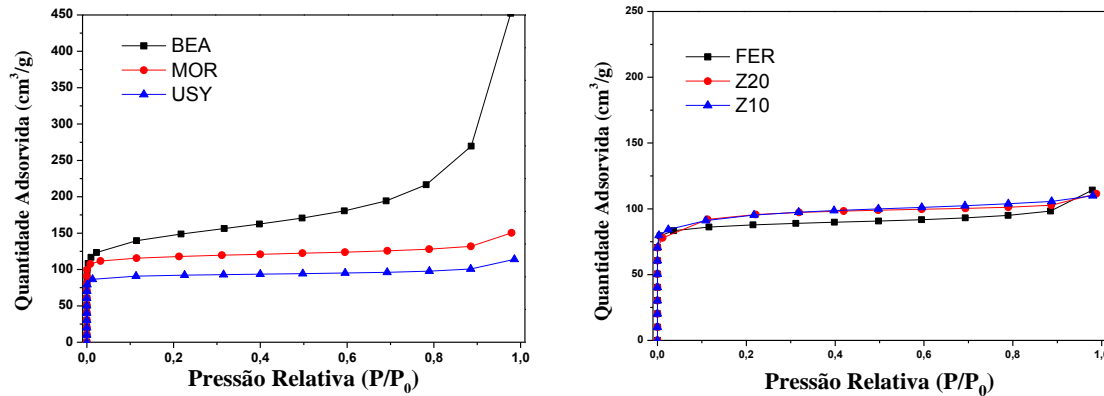 450
400
350
300
250
200
150
100
50
0
Quantidade Adsorvida (cm³/g)
BEA
MOR
USY
0,0
0,2
0,4
0,6
0,8
1,0
Pressão Relativa (P/P₀)
250
200
150
100
50
0
Quantidade Adsorvida (cm³/g)
FER
Z20
Z10
0,0
0,2
0,4
0,6
0,8
1,0
Pressão Relativa (P/P₀)